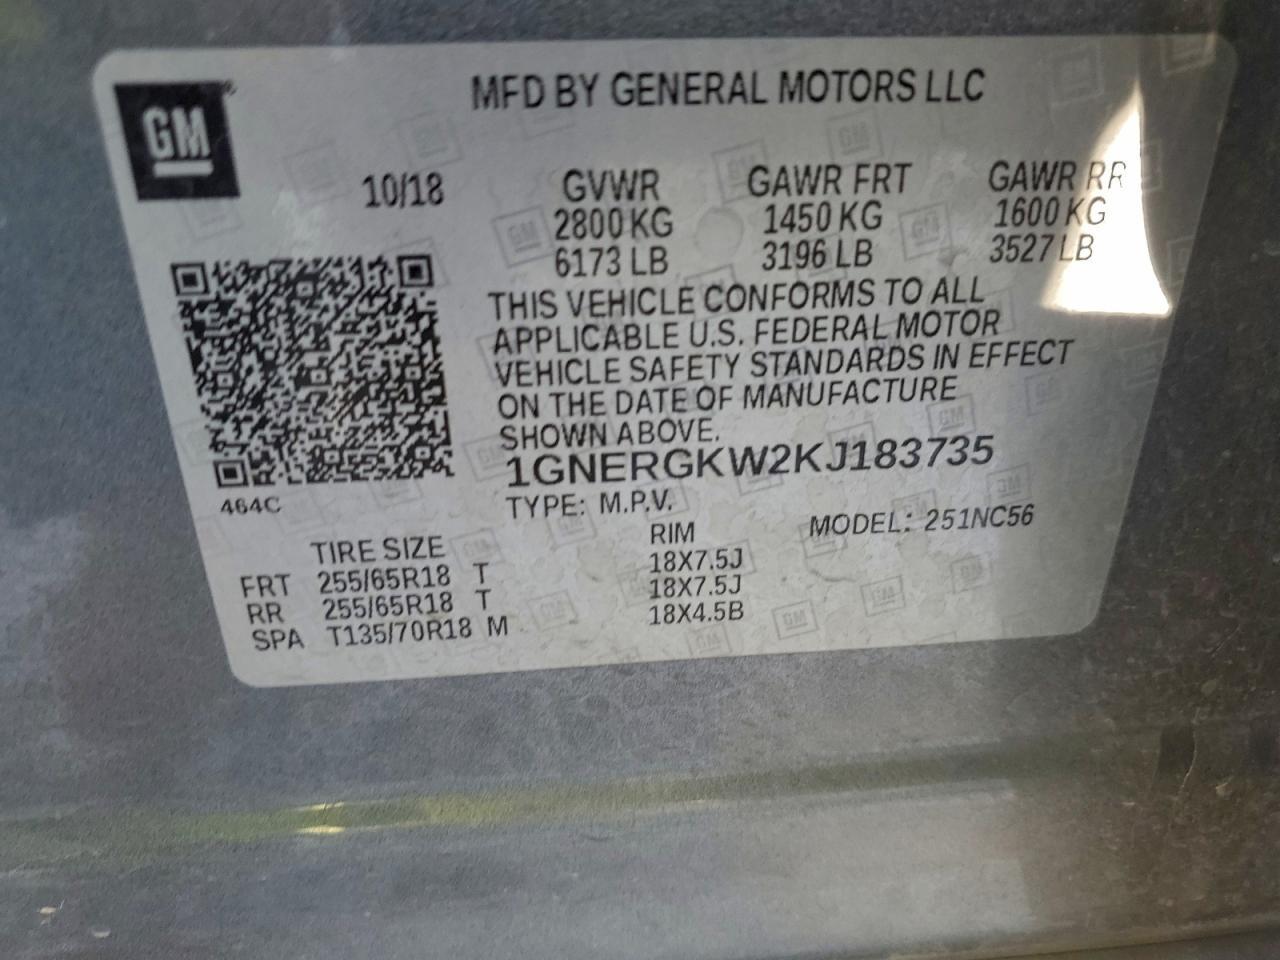 GM
MFD BY GENERAL MOTORS LLC
10/18 GVWR GAWR FRT GAWR RR
2800 KG 1450 KG 1600 KG
6173 LB 3196 LB 3527 LB
THIS VEHICLE CONFORMS TO ALL
APPLICABLE U.S. FEDERAL MOTOR
VEHICLE SAFETY STANDARDS IN EFFECT
ON THE DATE OF MANUFACTURE
SHOWN ABOVE.
1GNERGKW2KJ183735
464C
TYPE: M.P.V. MODEL: 251NC56
TIRE SIZE RIM
FRT 255/65R18 T 18X7.5J
RR 255/65R18 T 18X7.5J
SPA T135/70R18 M 18X4.5B